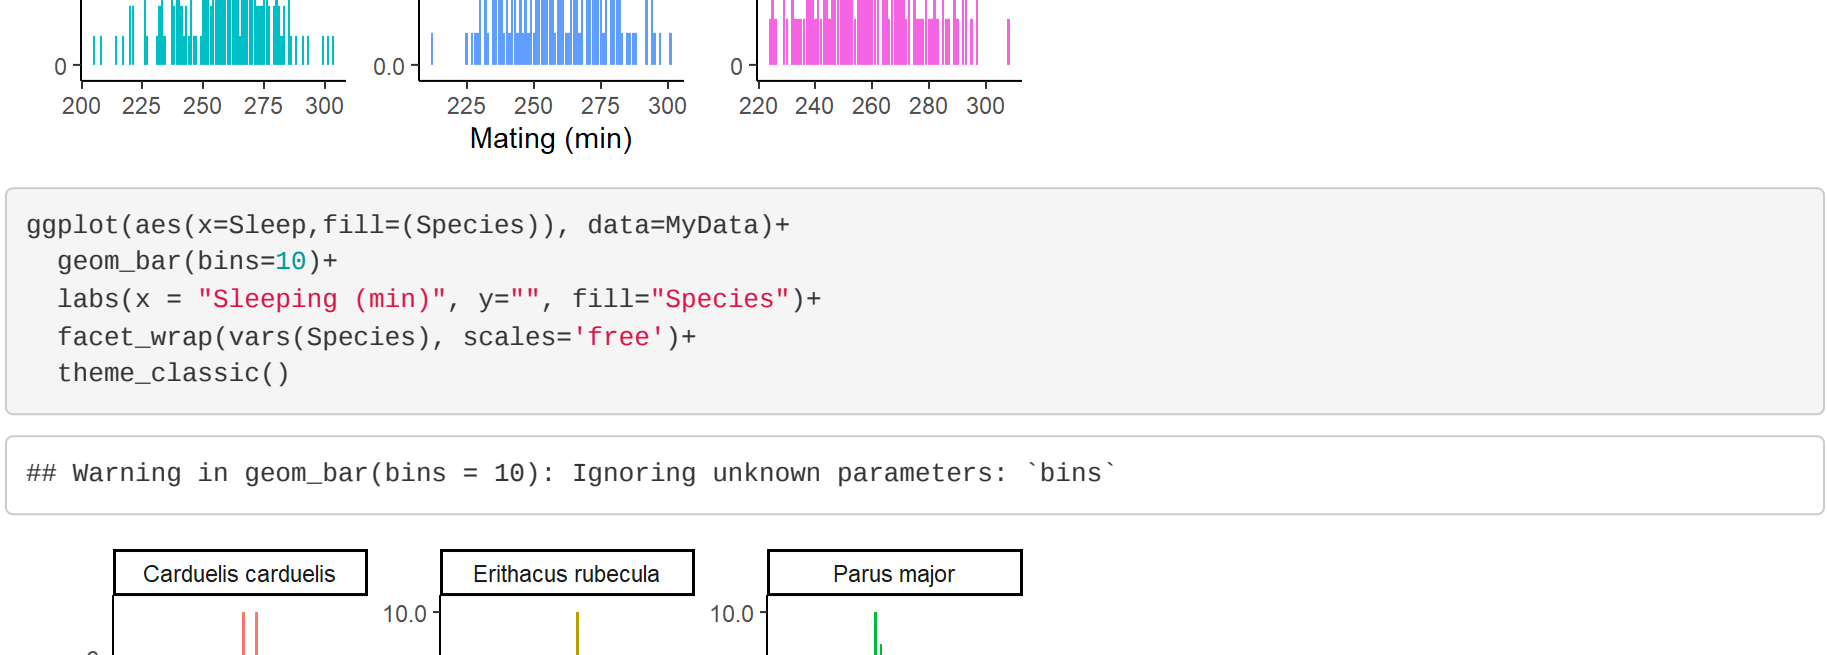 0 0.0 0
200 225 250 275 300 225 250 275 300 220 240 260 280 300
Mating (min)
ggplot(aes(x=Sleep,fill=(Species)), data=MyData)+
  geom_bar(bins=10)+
  labs(x = "Sleeping (min)", y="", fill="Species")+
  facet_wrap(vars(Species), scales='free')+
  theme_classic()
## Warning in geom_bar(bins = 10): Ignoring unknown parameters: `bins`
Carduelis carduelis Erithacus rubecula Parus major
10.0 10.0